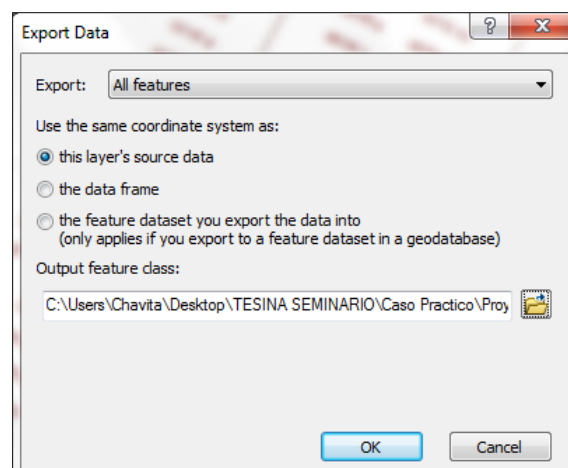 Export Data
Export: All features
Use the same coordinate system as:
this layer's source data
the data frame
the feature dataset you export the data into
(only applies if you export to a feature dataset in a geodatabase)
Output feature class:
C:\Users\Chavita\Desktop\TESINA SEMINARIO\Caso Practico\Proy
OK Cancel